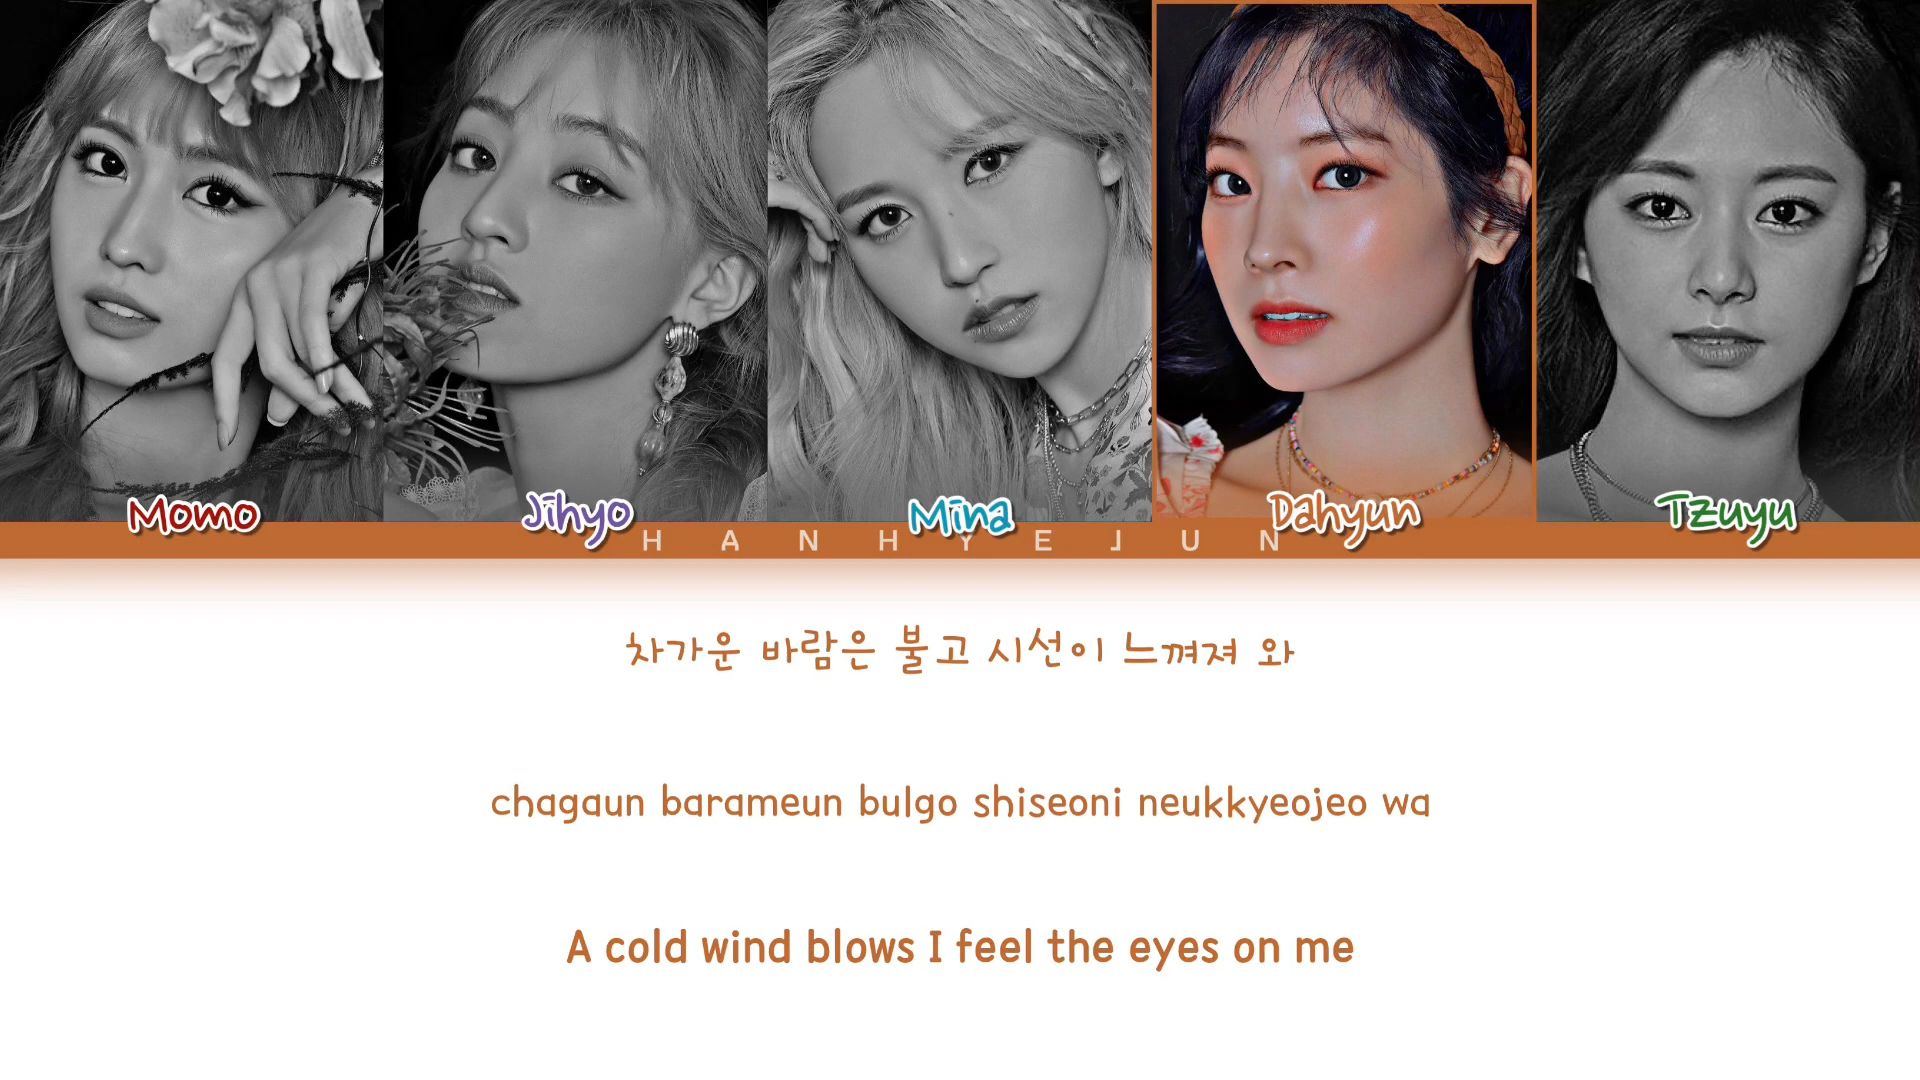 Momo Jihyo Mina Dahyun Tzuyu
HANHYEJUN
차가운 바람은 불고 시선이 느껴져 와
chagaun barameun bulgo shiseoni neukkyeojeo wa
A cold wind blows I feel the eyes on me